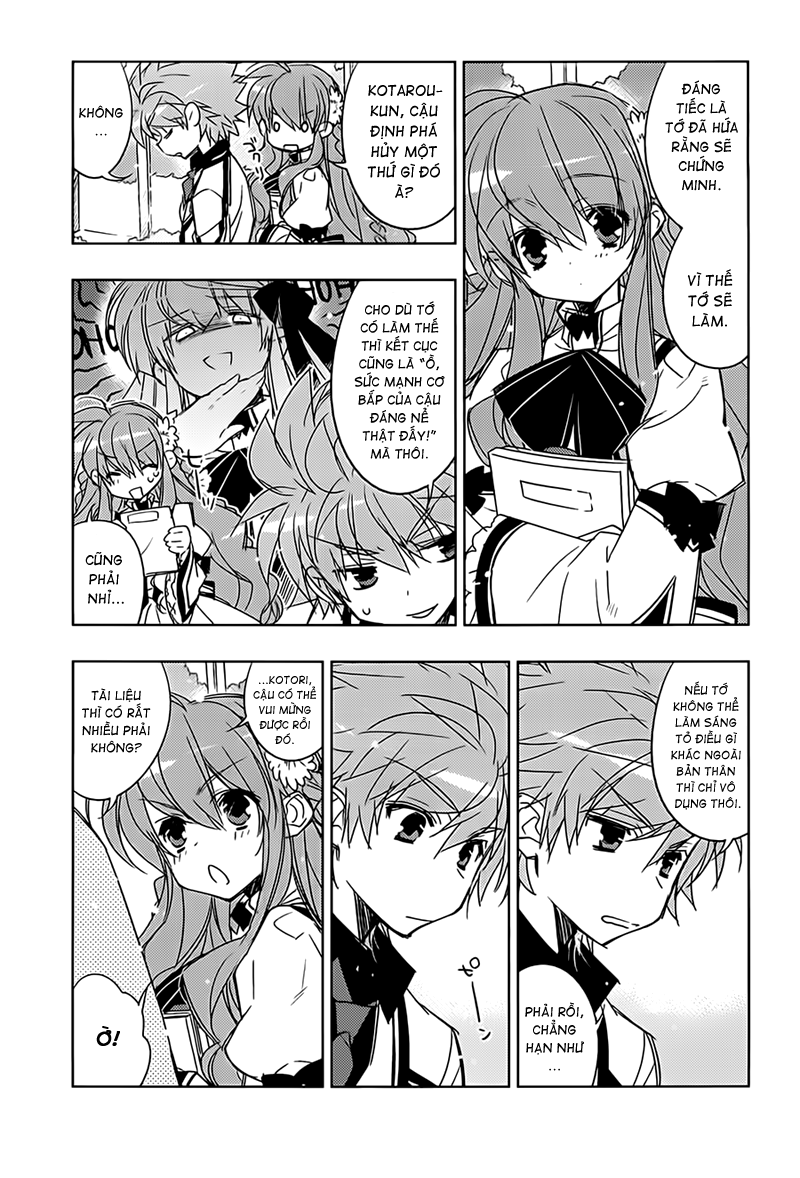 ĐÁNG
TIẾC LÀ
TỚ ĐÃ HỨA
RẰNG SẼ
CHỨNG
MINH.
VÌ THẾ
TỚ SẼ
LÀM.
KOTAROU-
KUN, CẬU
ĐỊNH PHÁ
HỦY MỘT
THỨ GÌ ĐÓ
À?
KHÔNG
...
CHO DÙ TỚ
CÓ LÀM THẾ
THÌ KẾT CỤC
CŨNG LÀ “Ồ,
SỨC MẠNH CƠ
BẮP CỦA CẬU
ĐÁNG NỂ
THẬT ĐẤY!”
MÀ THÔI.
CŨNG
PHẢI
NHỈ...
NẾU TỚ
KHÔNG THỂ
LÀM SÁNG
TỎ ĐIỀU GÌ
KHÁC NGOÀI
BẢN THÂN
THÌ CHỈ VÔ
DỤNG THÔI.
PHẢI RỒI,
CHẲNG
HẠN NHƯ
...
ポーン
...KOTORI,
CẬU CÓ THỂ
VUI MỪNG
ĐƯỢC RỒI
ĐÓ.
TÀI LIỆU
THÌ CÓ RẤT
NHIỀU PHẢI
KHÔNG?
Ờ!